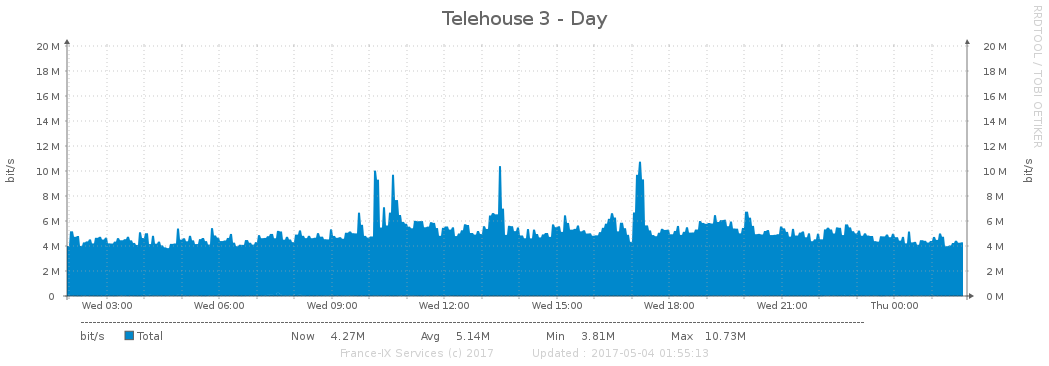 Telehouse 3 - Day
RRDTOOL / TOBI OETIKER
bit/s
20 M 20 M
18 M 18 M
16 M 16 M
14 M 14 M
12 M 12 M
10 M 10 M
8 M 8 M
6 M 6 M
4 M 4 M
2 M 2 M
0 0 M
bit/s
Wed 03:00 Wed 06:00 Wed 09:00 Wed 12:00 Wed 15:00 Wed 18:00 Wed 21:00 Thu 00:00
bit/s Total Now 4.27M Avg 5.14M Min 3.81M Max 10.73M
France-IX Services (c) 2017 Updated : 2017-05-04 01:55:13